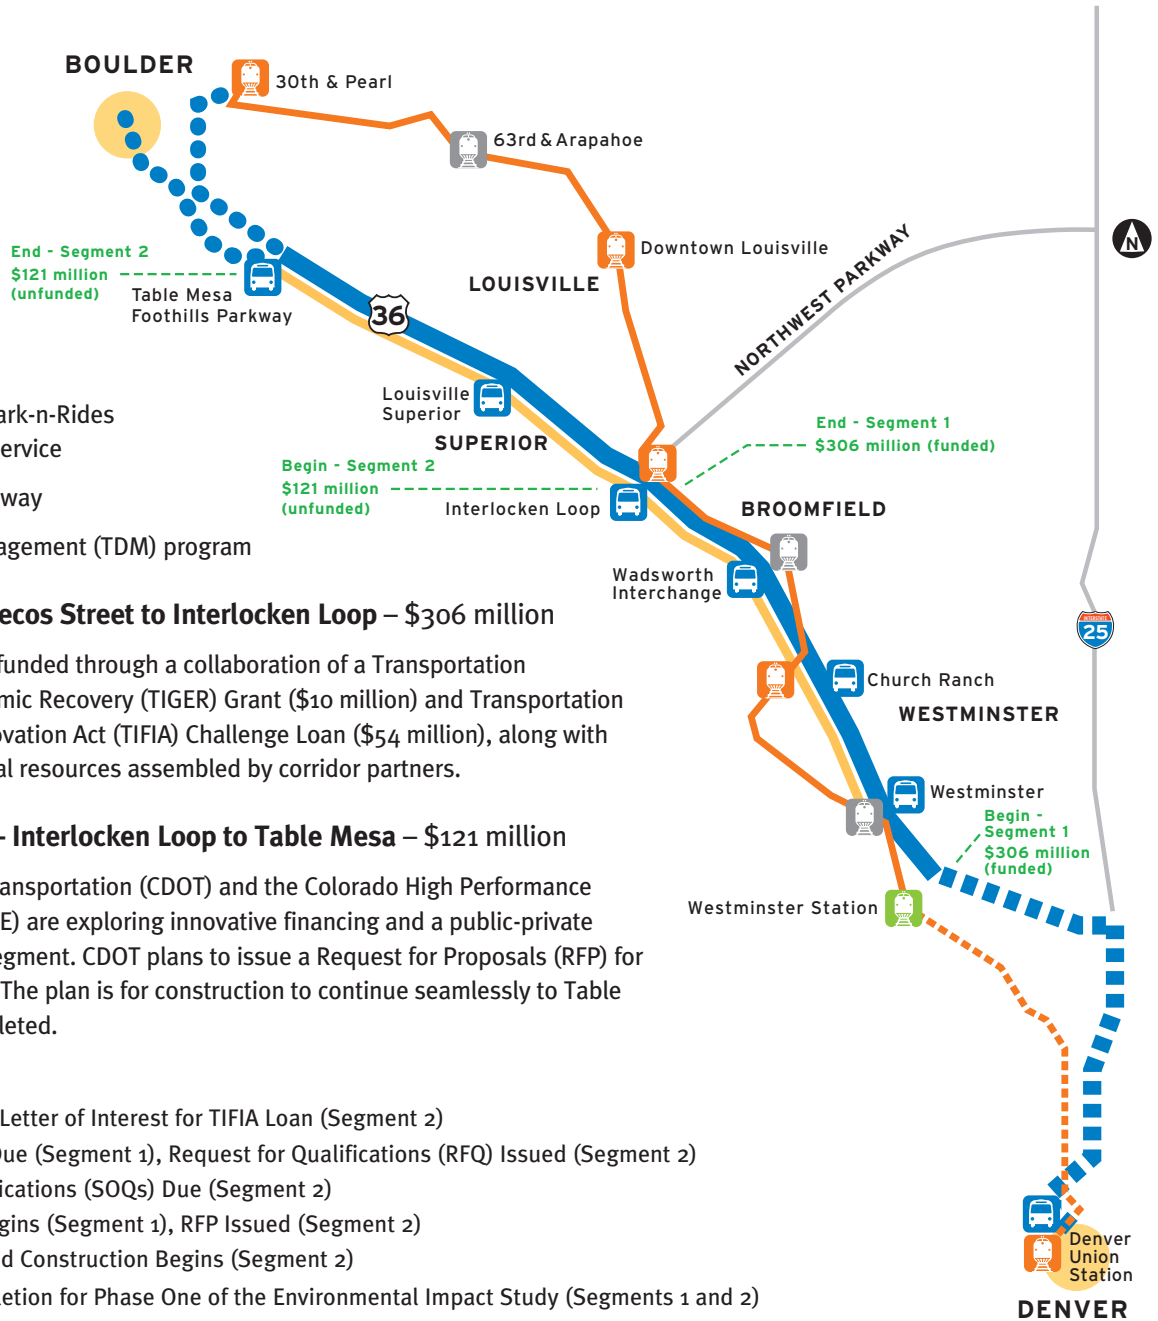 BOULDER
30th & Pearl
63rd & Arapahoe
Downtown Louisville
LOUISVILLE
NORTHWEST PARKWAY
N
End - Segment 2
$121 million
(unfunded)
Table Mesa
Foothills Parkway
36
Louisville
Superior
SUPERIOR
End - Segment 1
$306 million (funded)
Begin - Segment 2
$121 million
(unfunded)
Interlocken Loop
BROOMFIELD
Wadsworth
Interchange
INTERSTATE
25
Church Ranch
WESTMINSTER
Westminster
Begin -
Segment 1
$306 million
(funded)
Westminster Station
Denver
Union
Station
DENVER
ark-n-Rides
ervice
way
agement (TDM) program
ecos Street to Interlocken Loop – $306 million
funded through a collaboration of a Transportation
mic Recovery (TIGER) Grant ($10 million) and Transportation
ovation Act (TIFIA) Challenge Loan ($54 million), along with
al resources assembled by corridor partners.
– Interlocken Loop to Table Mesa – $121 million
ansportation (CDOT) and the Colorado High Performance
E) are exploring innovative financing and a public-private
egment. CDOT plans to issue a Request for Proposals (RFP) for
The plan is for construction to continue seamlessly to Table
leted.
Letter of Interest for TIFIA Loan (Segment 2)
Due (Segment 1), Request for Qualifications (RFQ) Issued (Segment 2)
ications (SOQs) Due (Segment 2)
gins (Segment 1), RFP Issued (Segment 2)
d Construction Begins (Segment 2)
letion for Phase One of the Environmental Impact Study (Segments 1 and 2)